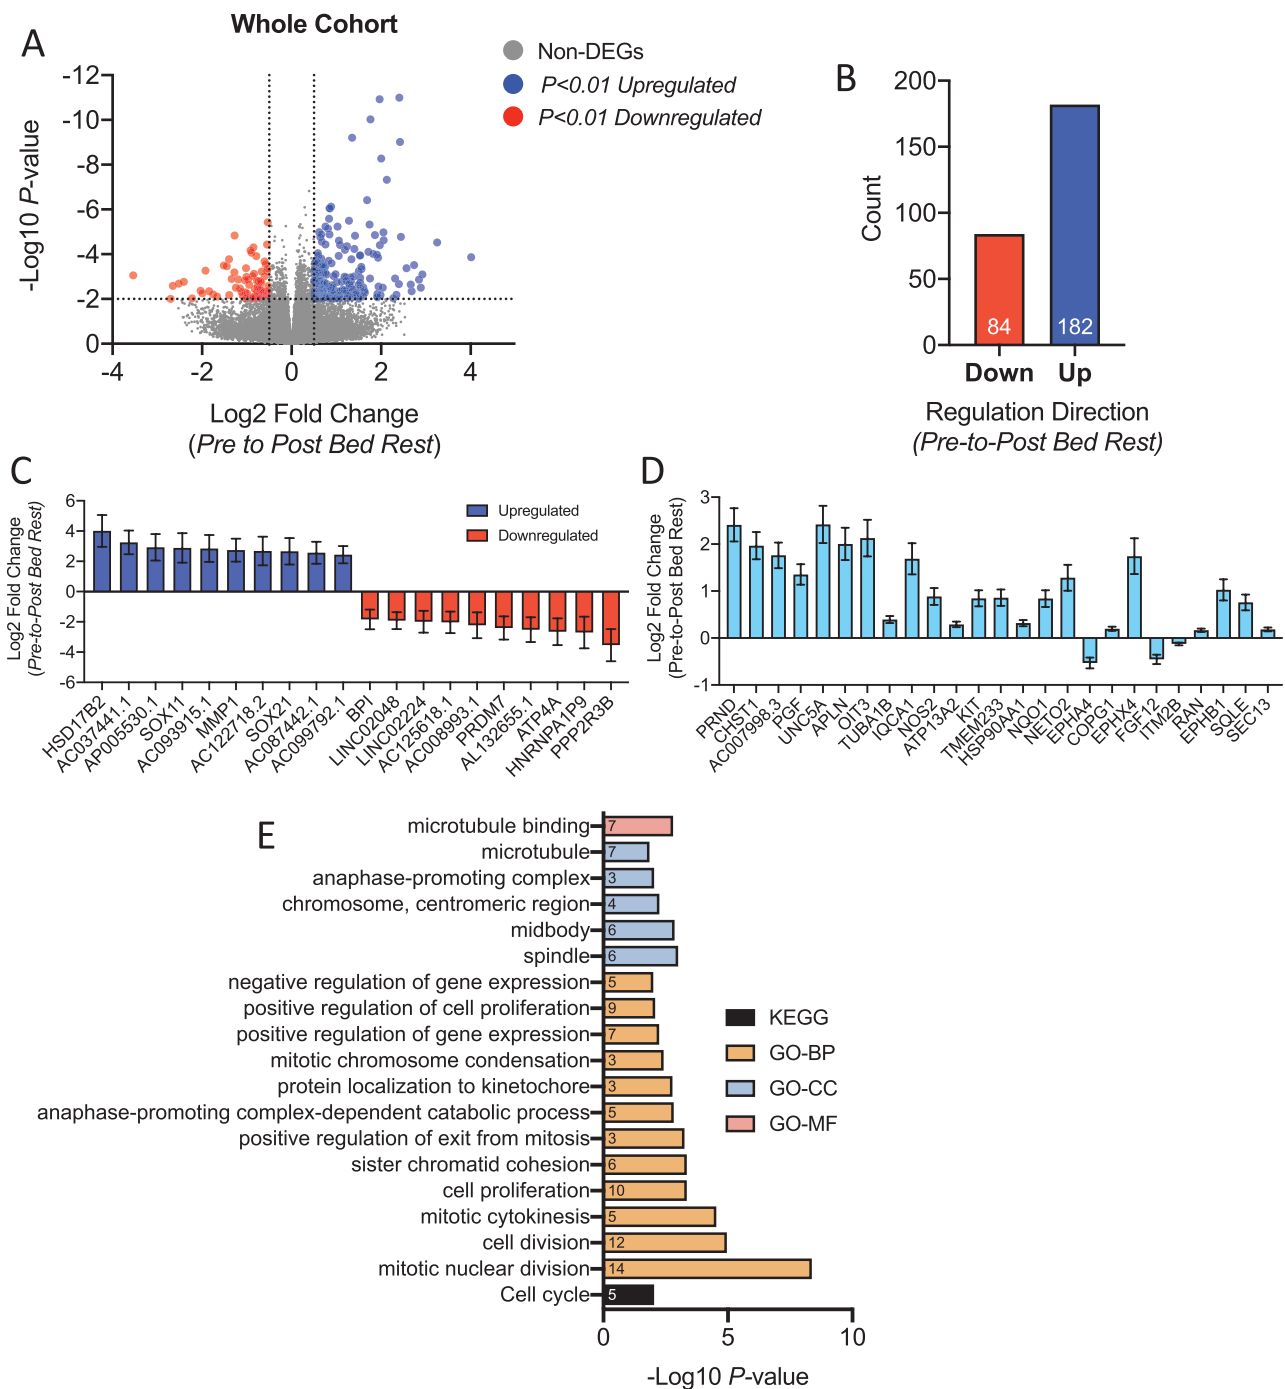 A
Whole Cohort
Non-DEGs
P<0.01 Upregulated
P<0.01 Downregulated
-12
-10
-8
-6
-4
-2
0
-Log10 P-value
-4
-2
0
2
4
Log2 Fold Change
(Pre to Post Bed Rest)
B
200
150
100
50
0
Count
84
182
Down
Up
Regulation Direction
(Pre-to-Post Bed Rest)
C
6
4
2
0
-2
-4
-6
Log2 Fold Change
(Pre-to-Post Bed Rest)
Upregulated
Downregulated
HSD17B2
AC037441.1
AP005530.1
SOX11
AC093915.1
MMP1
AC122718.2
SOX21
AC087442.1
AC099792.1
BPI
LINC02048
LINC02224
AC125618.1
AC008993.1
PRDM7
AL132655.1
ATP4A
HNRNPA1P9
PPP2R3B
D
3
2
1
0
-1
Log2 Fold Change
(Pre-to-Post Bed Rest)
PRND
CHST1
AC007998.3
PGF
UNC5A
APLN
OIT3
TUBA1B
IQCA1
NOS2
ATP13A2
KIT
TMEM233
HSP90AA1
NQO1
NETO2
EPHA4
COPG1
EPHX4
FGF12
ITM2B
RAN
EPHB1
SQLE
SEC13
E
microtubule binding 7
microtubule 7
anaphase-promoting complex 3
chromosome, centromeric region 4
midbody 6
spindle 6
negative regulation of gene expression 5
positive regulation of cell proliferation 9
positive regulation of gene expression 7
mitotic chromosome condensation 3
protein localization to kinetochore 3
anaphase-promoting complex-dependent catabolic process 5
positive regulation of exit from mitosis 3
sister chromatid cohesion 6
cell proliferation 10
mitotic cytokinesis 5
cell division 12
mitotic nuclear division 14
Cell cycle 5
KEGG
GO-BP
GO-CC
GO-MF
0
5
10
-Log10 P-value